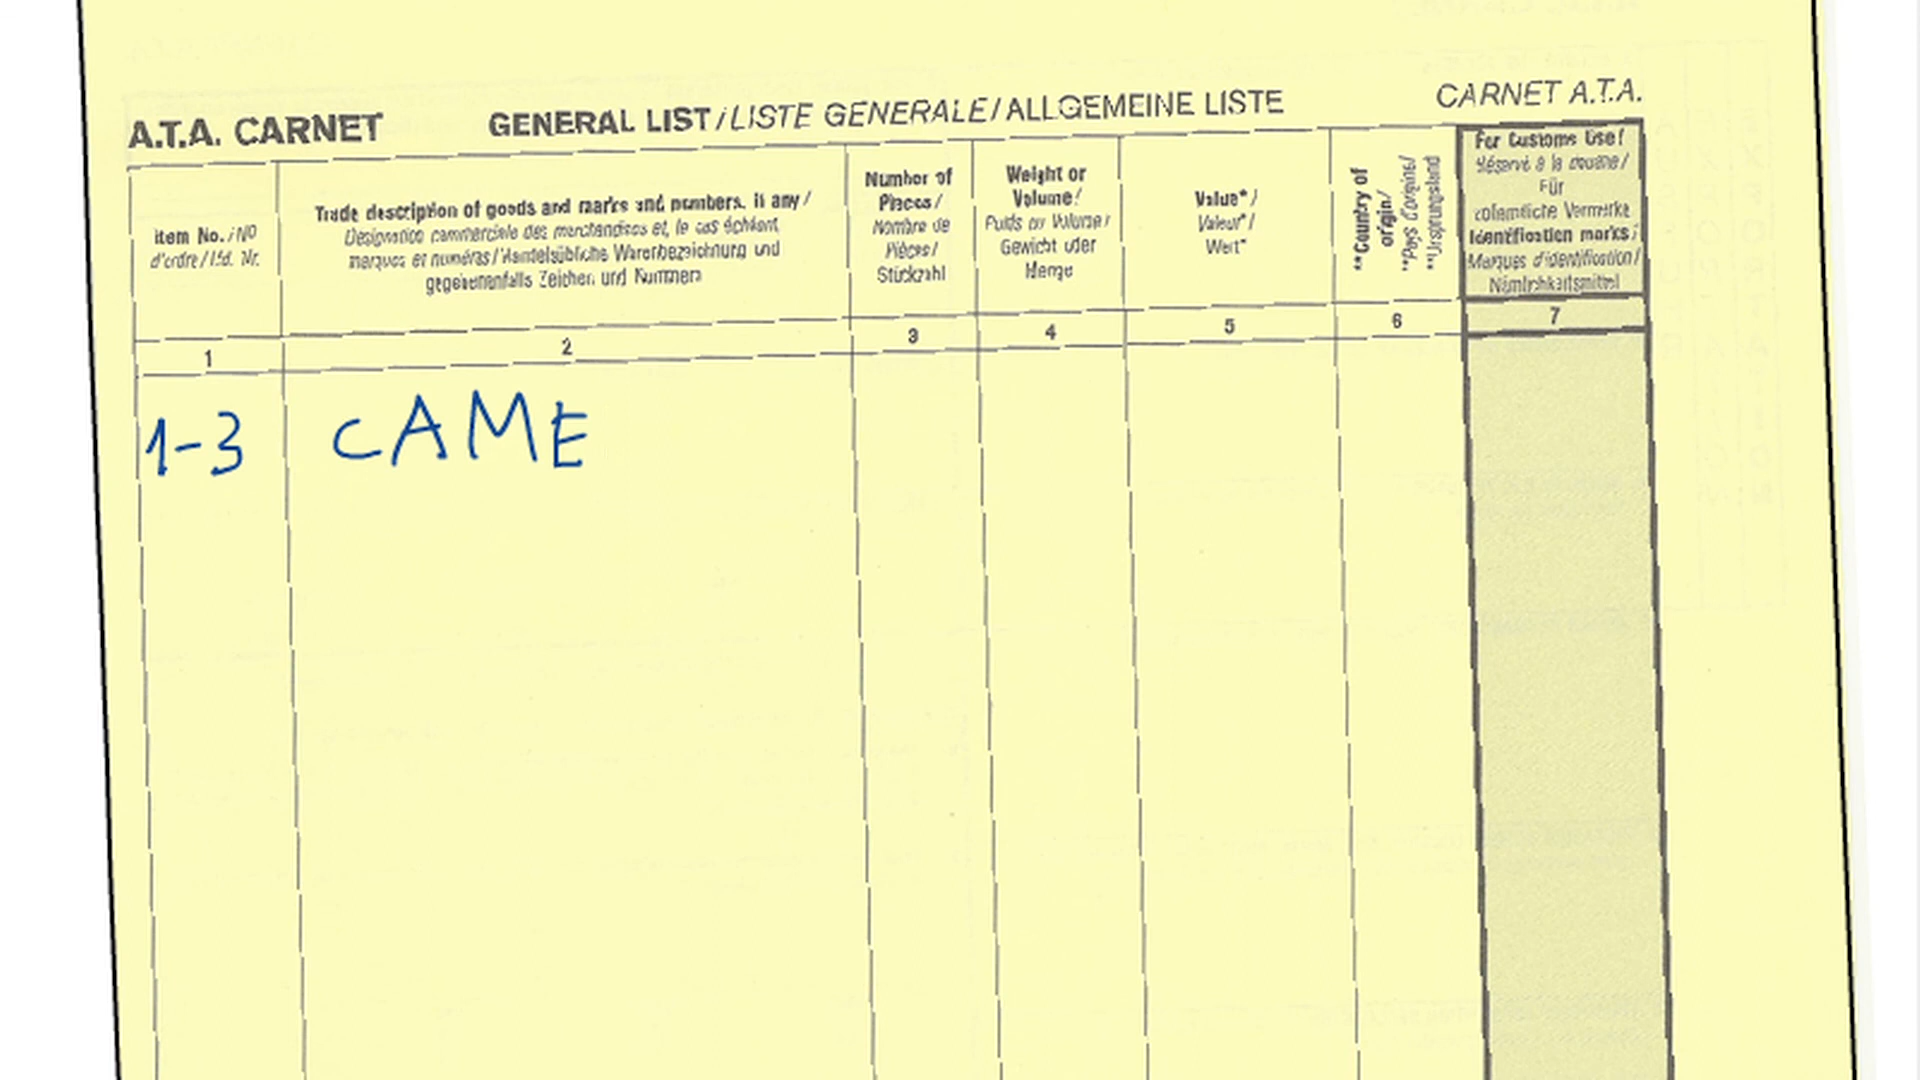 A.T.A. CARNET
GENERAL LIST/LISTE GENERALE/ALLGEMEINE LISTE
CARNET A.T.A.
Item No./No
d'ordre/Lfd. Nr.
Trade description of goods and marks and numbers, if any/
Désignation commerciale des marchandises et, le cas échéant,
marques et numéros/Handelsübliche Warenbezeichnung und
gegebenenfalls Zeichen und Nummern
Number of
Pieces/
Nombre de
Pièces/
Stückzahl
Weight or
Volume/
Poids ou Volume/
Gewicht oder
Menge
Value*/
Valeur*/
Wert*
**Country of
origin/
**Pays d'origine/
**Ursprungsland
For Customs Use/
Réservé à la douane/
Für
zollamtliche Vermerke
Identification marks/
Marques d'identification/
Nämlichkeitsmittel
1
2
3
4
5
6
7
1-3 CAME